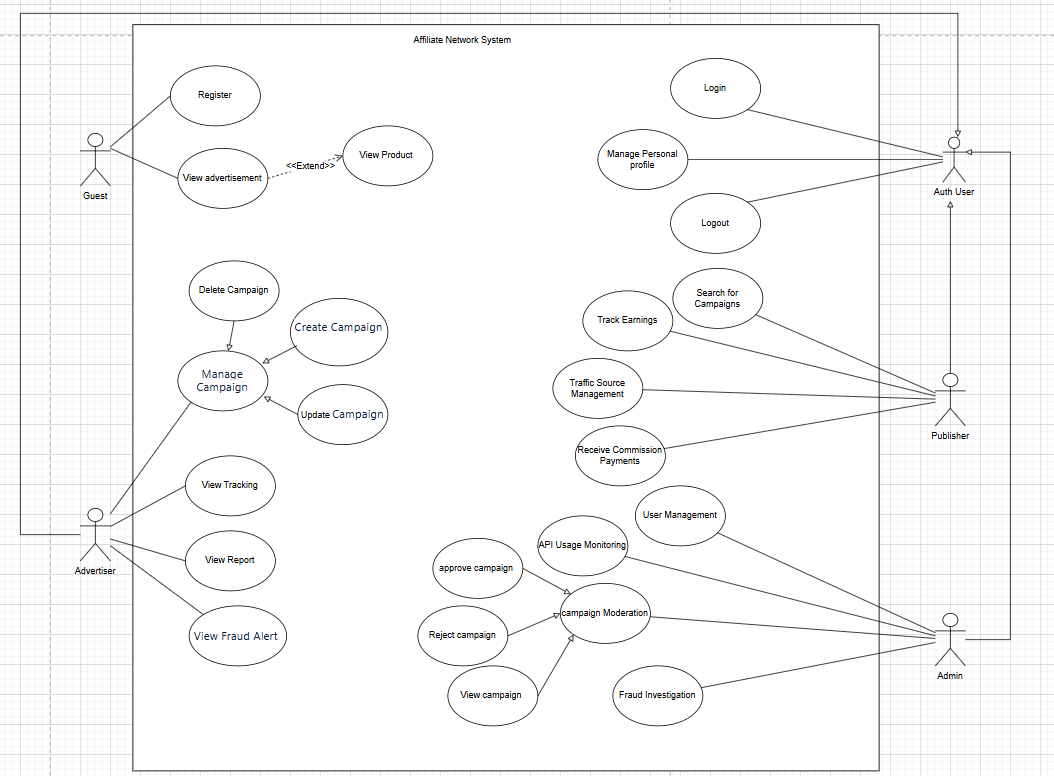 Affiliate Network System
Register
Login
View advertisement
<<Extend>>
View Product
Manage Personal
profile
Guest
Auth User
Logout
Delete Campaign
Create Campaign
Manage
Campaign
Update Campaign
Search for
Campaigns
Track Earnings
Traffic Source
Management
Receive Commission
Payments
Publisher
View Tracking
View Report
View Fraud Alert
Advertiser
User Management
API Usage Monitoring
approve campaign
campaign Moderation
Reject campaign
View campaign
Fraud Investigation
Admin